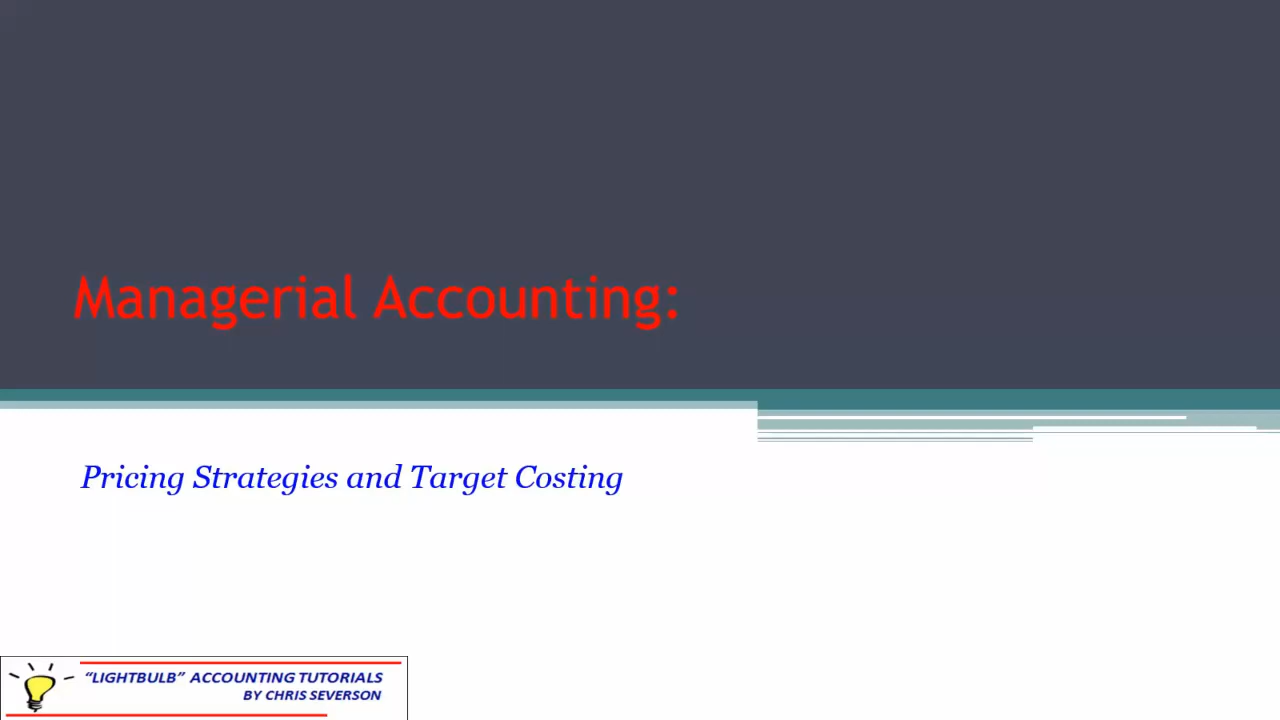 Managerial Accounting:
Pricing Strategies and Target Costing
“LIGHTBULB” ACCOUNTING TUTORIALS
BY CHRIS SEVERSON